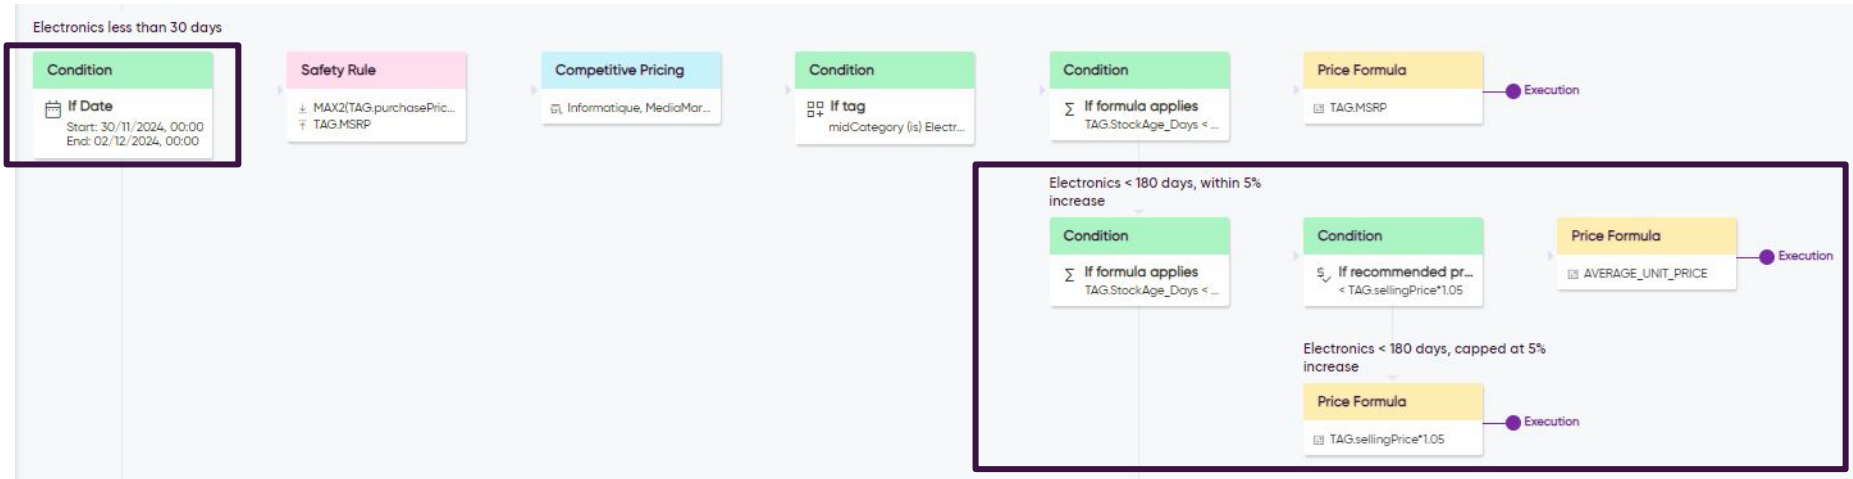 Electronics less than 30 days
Condition
If Date
Start: 30/11/2024, 00:00
End: 02/12/2024, 00:00
Safety Rule
MAX2(TAG.purchasePric...
TAG.MSRP
Competitive Pricing
Informatique, MediaMar...
Condition
If tag
midCategory (is) Electr...
Condition
If formula applies
TAG.StockAge_Days < ...
Price Formula
TAG.MSRP
Execution
Electronics < 180 days, within 5%
increase
Condition
If formula applies
TAG.StockAge_Days < ...
Condition
If recommended pr...
< TAG.sellingPrice*1.05
Price Formula
AVERAGE_UNIT_PRICE
Execution
Electronics < 180 days, capped at 5%
increase
Price Formula
TAG.sellingPrice*1.05
Execution